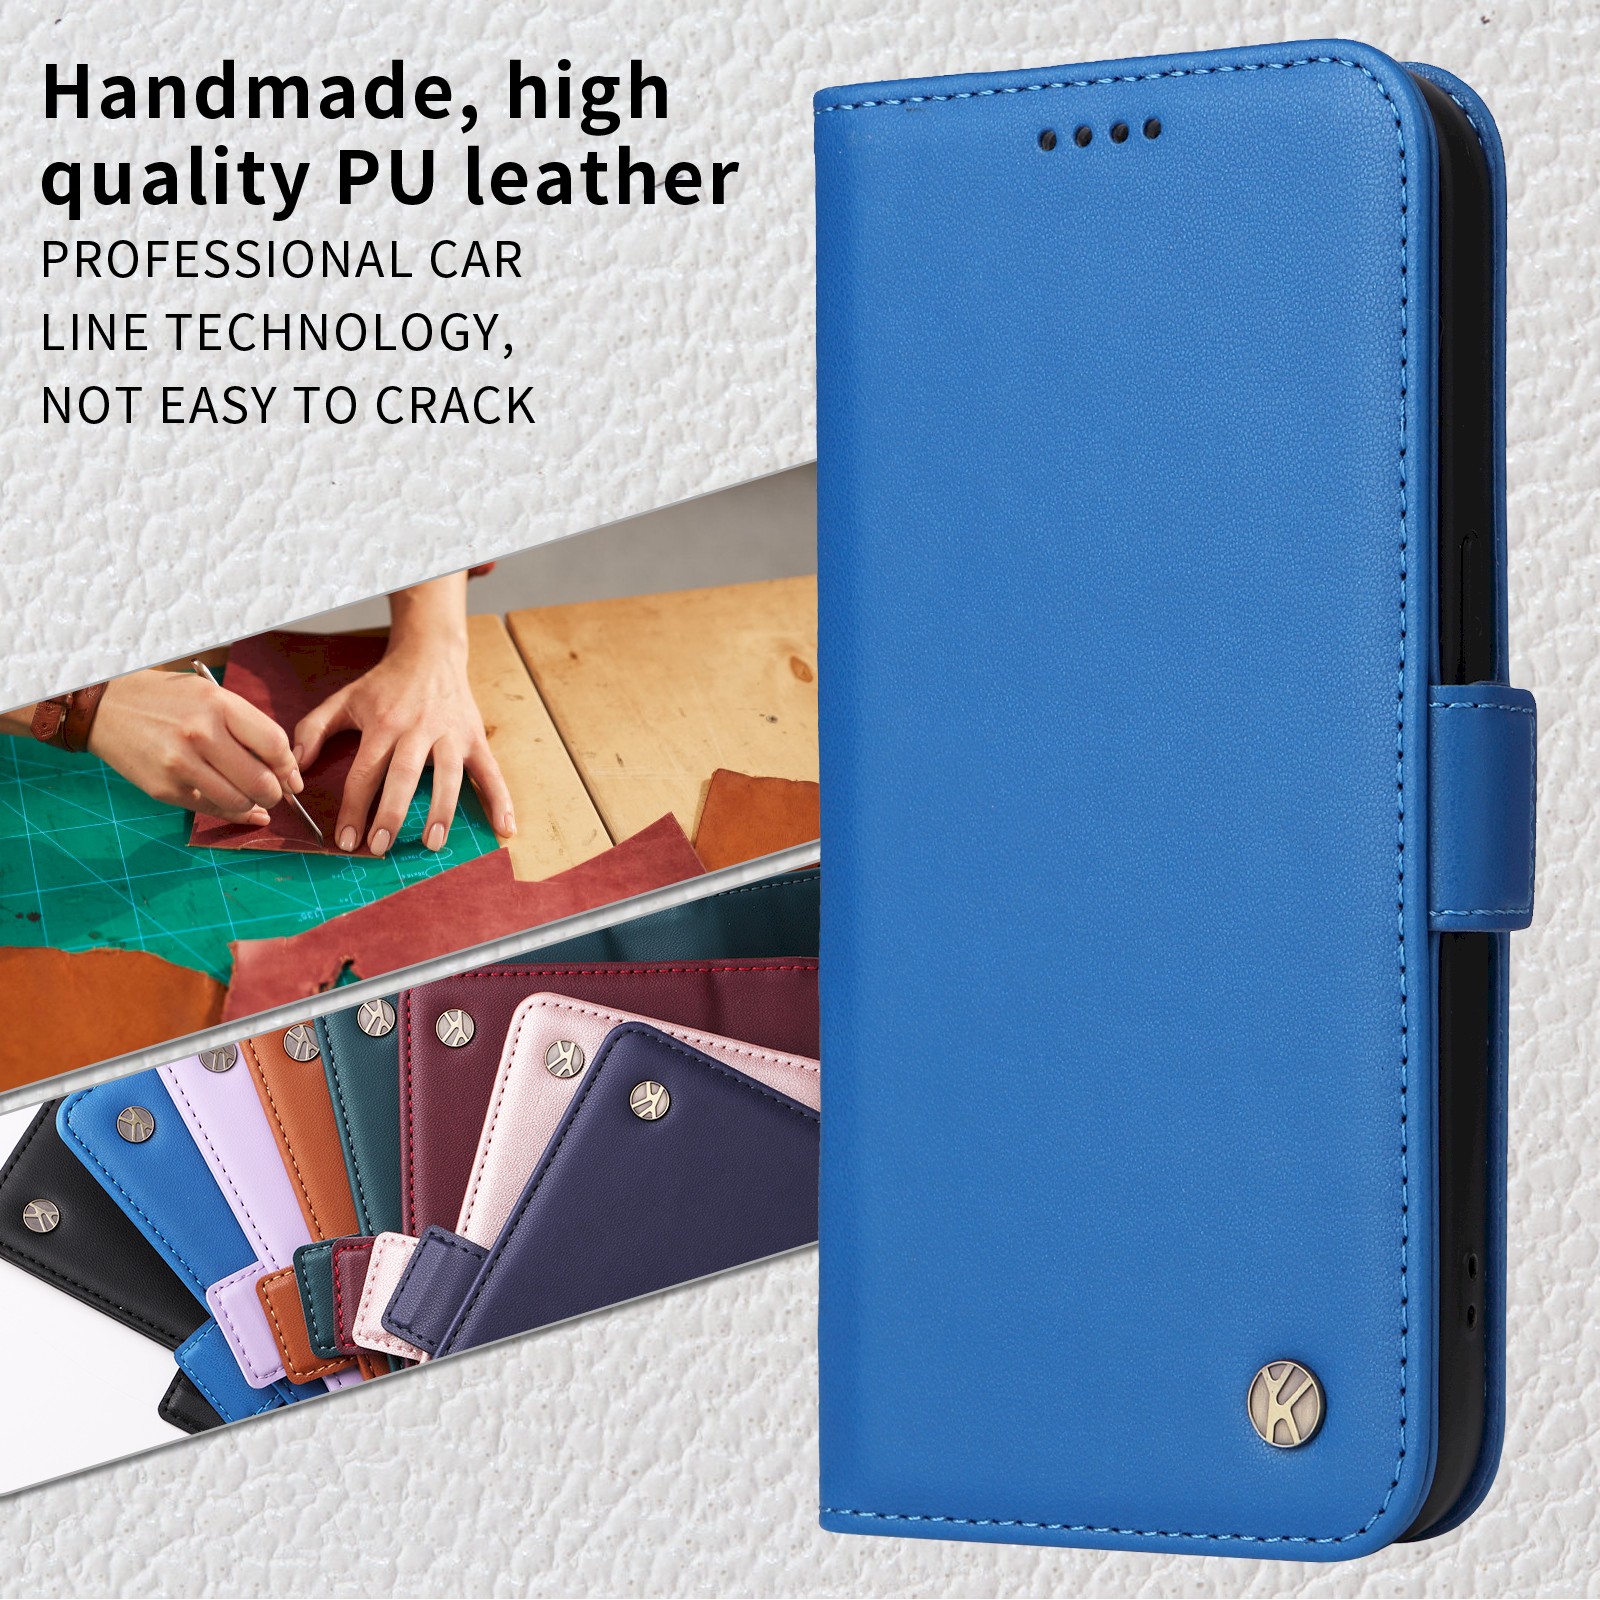 Handmade, high
quality PU leather
PROFESSIONAL CAR
LINE TECHNOLOGY,
NOT EASY TO CRACK